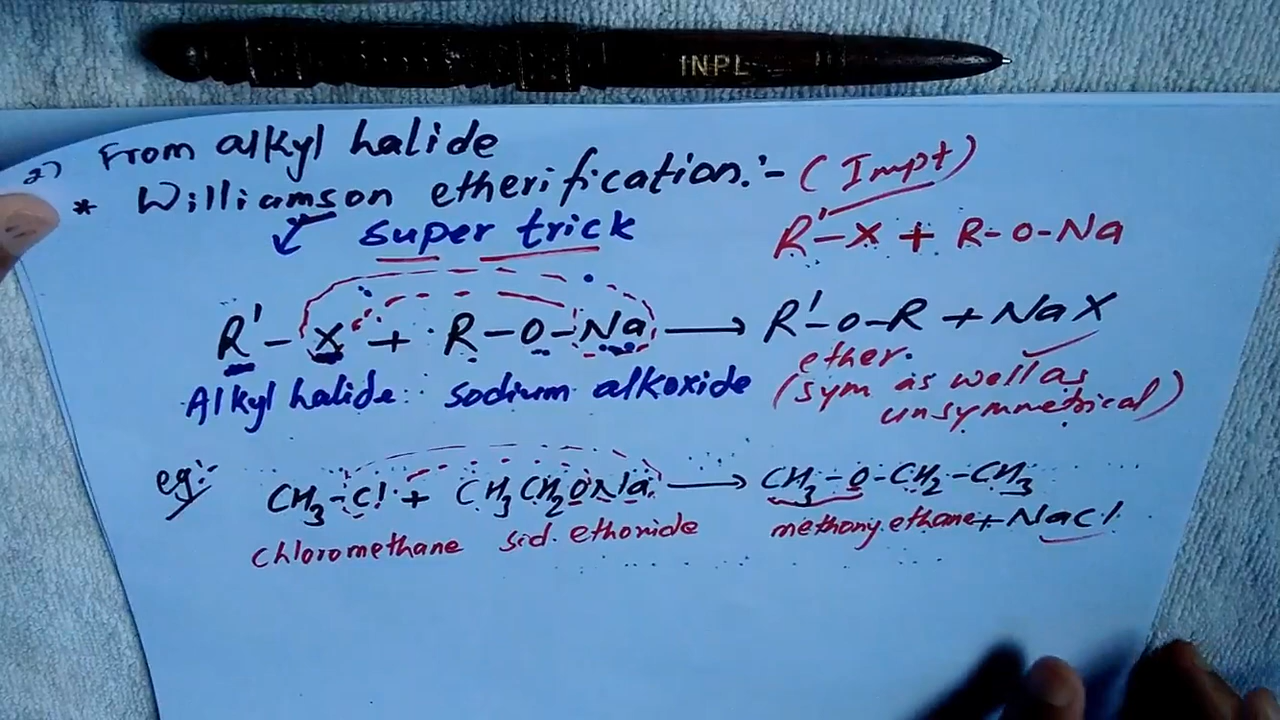 INPL
2) From alkyl halide
* Williamson etherification:- (Impt)
super trick
R'-X + R-O-Na
R'-X + R-O-Na → R'-O-R + NaX
Alkyl halide sodium alkoxide
ether.
(sym as well as
unsymmetrical)
eg:- CH3-Cl + CH3CH2ONa → CH3-O-CH2-CH3
+ NaCl
chloromethane sod. ethoxide methoxy ethane